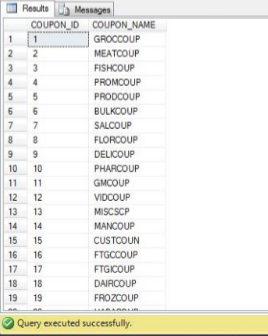 Results Messages
COUPON_ID COUPON_NAME
1 1 GROCCOUP
2 2 MEATCOUP
3 3 FISHCOUP
4 4 PROMCOUP
5 5 PRODCOUP
6 6 BULKCOUP
7 7 SALCOUP
8 8 FLORCOUP
9 9 DELICOUP
10 10 PHARCOUP
11 11 GMCOUP
12 12 VIDCOUP
13 13 MISCSCP
14 14 MANCOUP
15 15 CUSTCOUN
16 16 FTGCCOUP
17 17 FTGICOUP
18 18 DAIRCOUP
19 19 FROZCOUP
Query executed successfully.